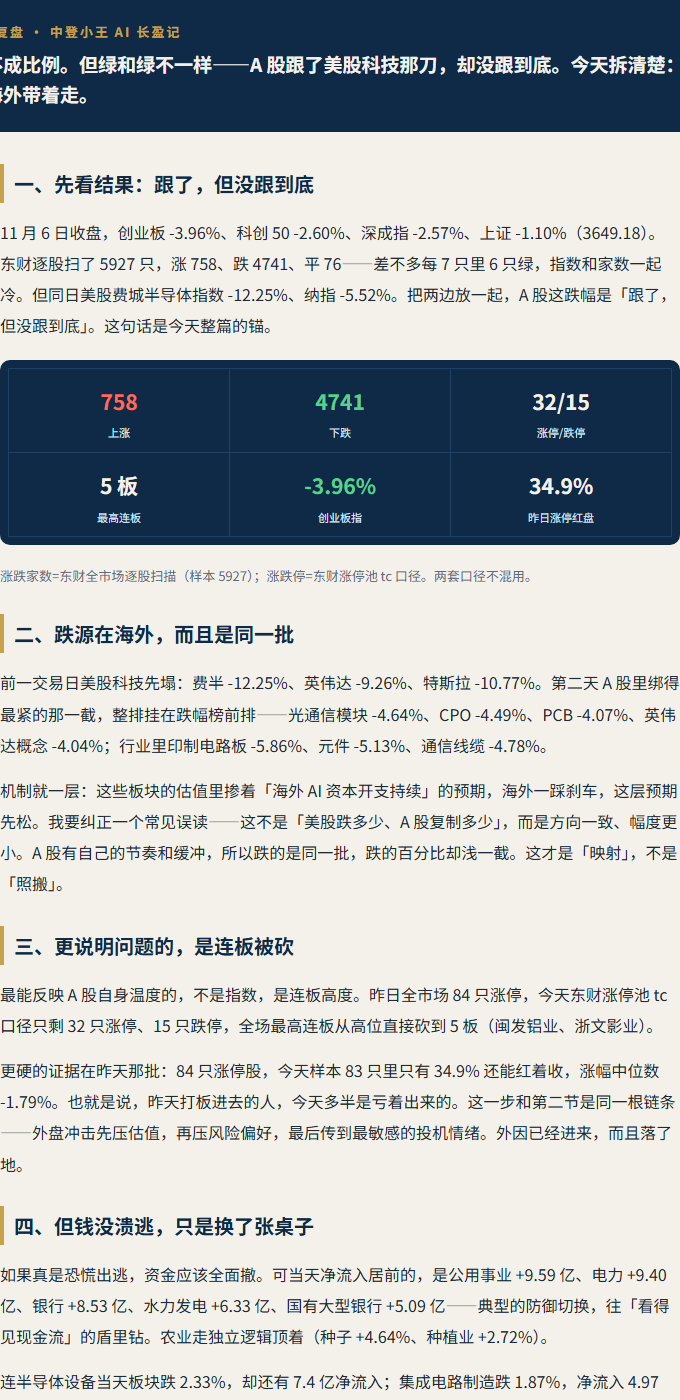 复盘 · 中登小王 AI 长盈记
不成比例。但绿和绿不一样——A 股跟了美股科技那刀，却没跟到底。今天拆清楚：
海外带着走。
一、先看结果：跟了，但没跟到底
11 月 6 日收盘，创业板 -3.96%、科创 50 -2.60%、深成指 -2.57%、上证 -1.10%（3649.18）。
东财逐股扫了 5927 只，涨 758、跌 4741、平 76——差不多每 7 只里 6 只绿，指数和家数一起
冷。但同日美股费城半导体指数 -12.25%、纳指 -5.52%。把两边放一起，A 股这跌幅是「跟了，
但没跟到底」。这句话是今天整篇的锚。
758
4741
32/15
上涨
下跌
涨停/跌停
5 板
-3.96%
34.9%
最高连板
创业板指
昨日涨停红盘
涨跌家数=东财全市场逐股扫描（样本 5927）；涨跌停=东财涨停池 tc 口径。两套口径不混用。
二、跌源在海外，而且是同一批
前一交易日美股科技先塌：费半 -12.25%、英伟达 -9.26%、特斯拉 -10.77%。第二天 A 股里绑得
最紧的那一截，整排挂在跌幅榜前排——光通信模块 -4.64%、CPO -4.49%、PCB -4.07%、英伟
达概念 -4.04%；行业里印制电路板 -5.86%、元件 -5.13%、通信线缆 -4.78%。
机制就一层：这些板块的估值里掺着「海外 AI 资本开支持续」的预期，海外一踩刹车，这层预期
先松。我要纠正一个常见误读——这不是「美股跌多少、A 股复制多少」，而是方向一致、幅度更
小。A 股有自己的节奏和缓冲，所以跌的是同一批，跌的百分比却浅一截。这才是「映射」，不是
「照搬」。
三、更说明问题的，是连板被砍
最能反映 A 股自身温度的，不是指数，是连板高度。昨日全市场 84 只涨停，今天东财涨停池 tc
口径只剩 32 只涨停、15 只跌停，全场最高连板从高位直接砍到 5 板（闽发铝业、浙文影业）。
更硬的证据在昨天那批：84 只涨停股，今天样本 83 只里只有 34.9% 还能红着收，涨幅中位数
-1.79%。也就是说，昨天打板进去的人，今天多半是亏着出来的。这一步和第二节是同一根链条
——外盘冲击先压估值，再压风险偏好，最后传到最敏感的投机情绪。外因已经进来，而且落了
地。
四、但钱没溃逃，只是换了张桌子
如果真是恐慌出逃，资金应该全面撤。可当天净流入居前的，是公用事业 +9.59 亿、电力 +9.40
亿、银行 +8.53 亿、水力发电 +6.33 亿、国有大型银行 +5.09 亿——典型的防御切换，往「看得
见现金流」的盾里钻。农业走独立逻辑顶着（种子 +4.64%、种植业 +2.72%）。
连半导体设备当天板块跌 2.33%，却还有 7.4 亿净流入；集成电路制造跌 1.87%，净流入 4.97